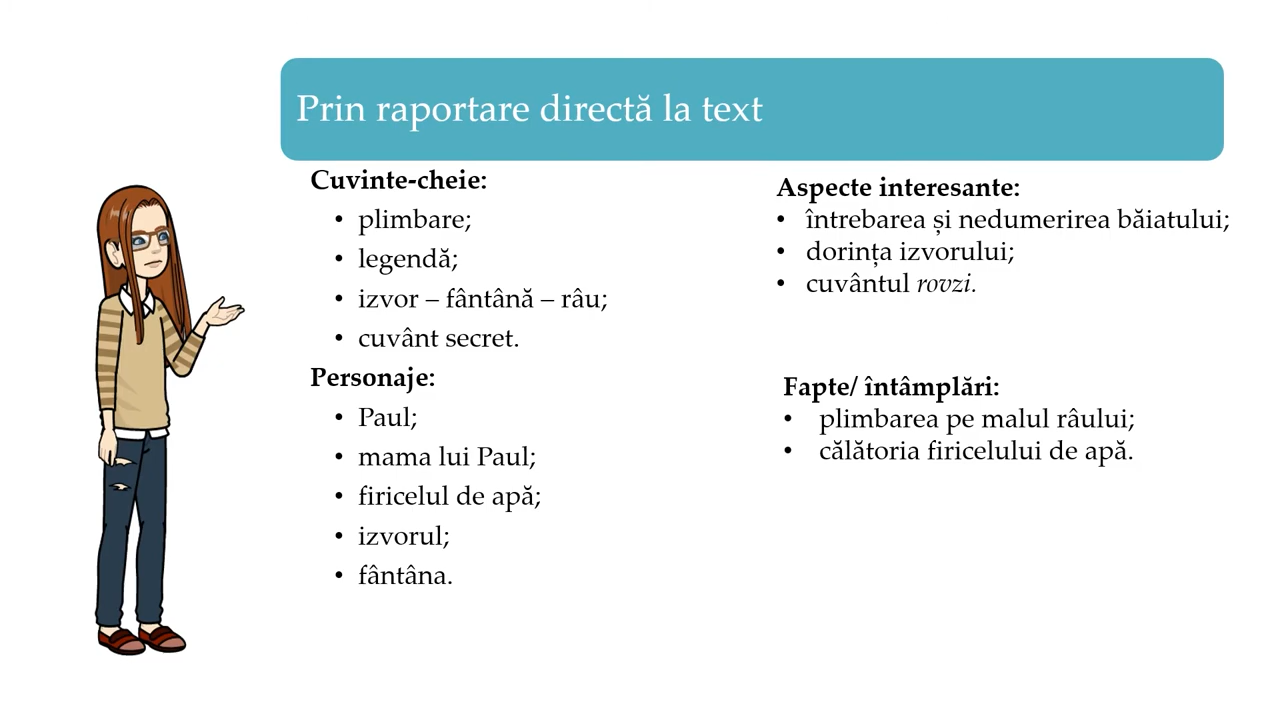 Prin raportare directă la text
Cuvinte-cheie:
• plimbare;
• legendă;
• izvor – fântână – râu;
• cuvânt secret.
Personaje:
• Paul;
• mama lui Paul;
• firicelul de apă;
• izvorul;
• fântâna.
Aspecte interesante:
• întrebarea și nedumerirea băiatului;
• dorința izvorului;
• cuvântul rovzi.
Fapte/ întâmplări:
• plimbarea pe malul râului;
• călătoria firicelului de apă.